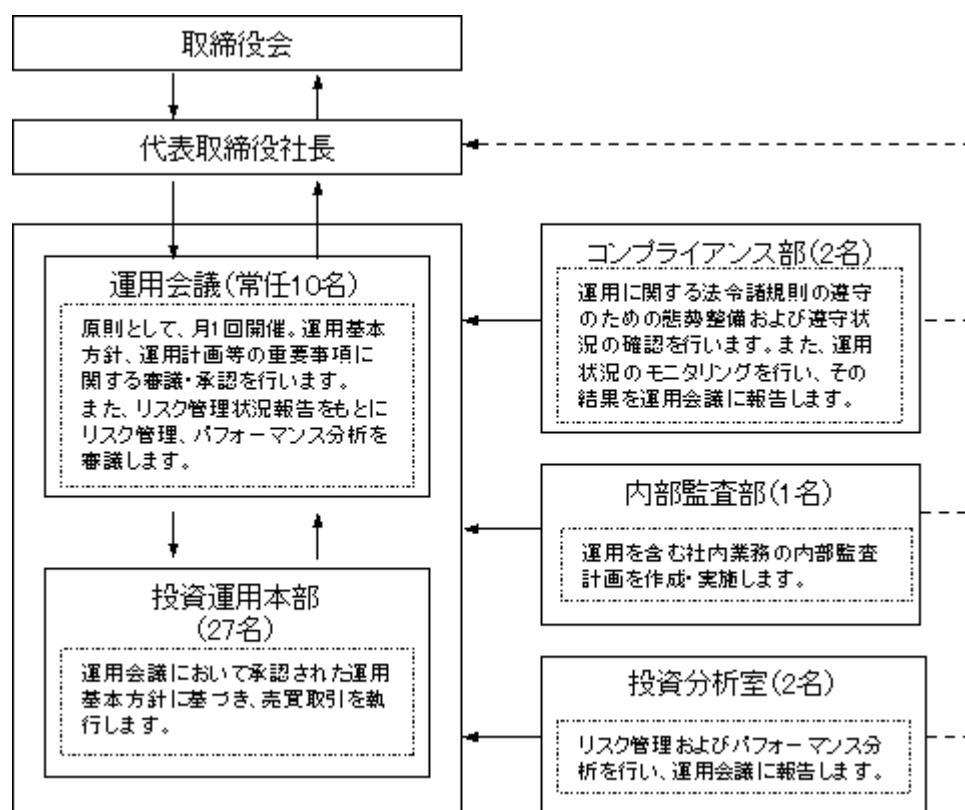 取締役会
代表取締役社長
運用会議(常任10名)
原則として、月1回開催。運用基本
方針、運用計画等の重要事項に
関する審議・承認を行います。
また、リスク管理状況報告をもとに
リスク管理、パフォーマンス分析を
審議します。
投資運用本部
(27名)
運用会議において承認された運用
基本方針に基づき、売買取引を執
行します。
コンプライアンス部(2名)
運用に関する法令諸規則の遵守
のための態勢整備および遵守状
況の確認を行います。また、運用
状況のモニタリングを行い、その
結果を運用会議に報告します。
内部監査部(1名)
運用を含む社内業務の内部監査
計画を作成・実施します。
投資分析室(2名)
リスク管理およびパフォーマンス分
析を行い、運用会議に報告します。